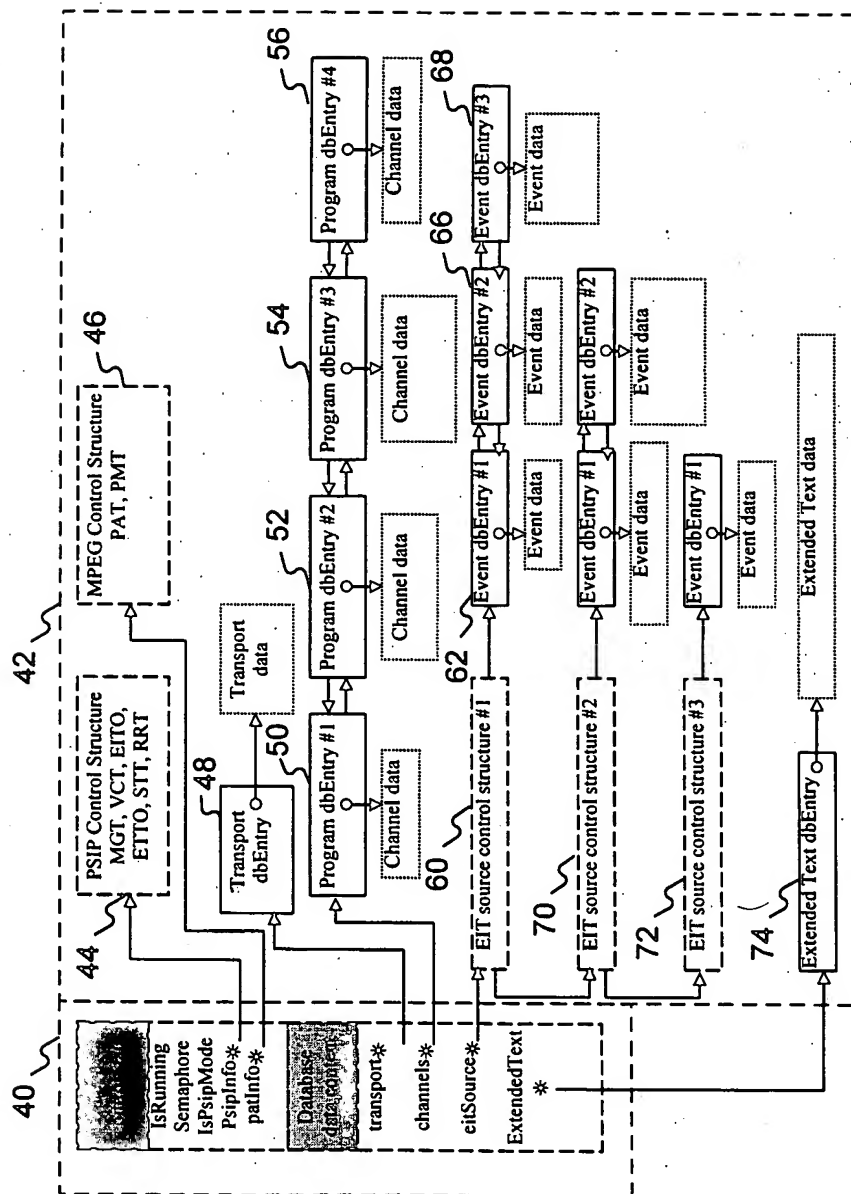 40
42
IsRunning
Semaphore
IsPsipMode
PsipInfo*
patInfo*
Database
data content
transport*
channels*
eitSource*
ExtendedText
*
44
PSIP Control Structure
MGT, VCT, EITO,
ETTO, STT, RRT
46
MPEG Control Structure
PAT, PMT
48
Transport
dbEntry
Transport
data
50
Program dbEntry #1
Channel data
52
Program dbEntry #2
Channel data
54
Program dbEntry #3
Channel data
56
Program dbEntry #4
Channel data
60
EIT source control structure #1
62
Event dbEntry #1
Event data
66
Event dbEntry #2
Event data
68
Event dbEntry #3
Event data
70
EIT source control structure #2
Event dbEntry #1
Event data
Event dbEntry #2
Event data
72
EIT source control structure #3
Event dbEntry #1
Event data
74
Extended Text dbEntry
Extended Text data